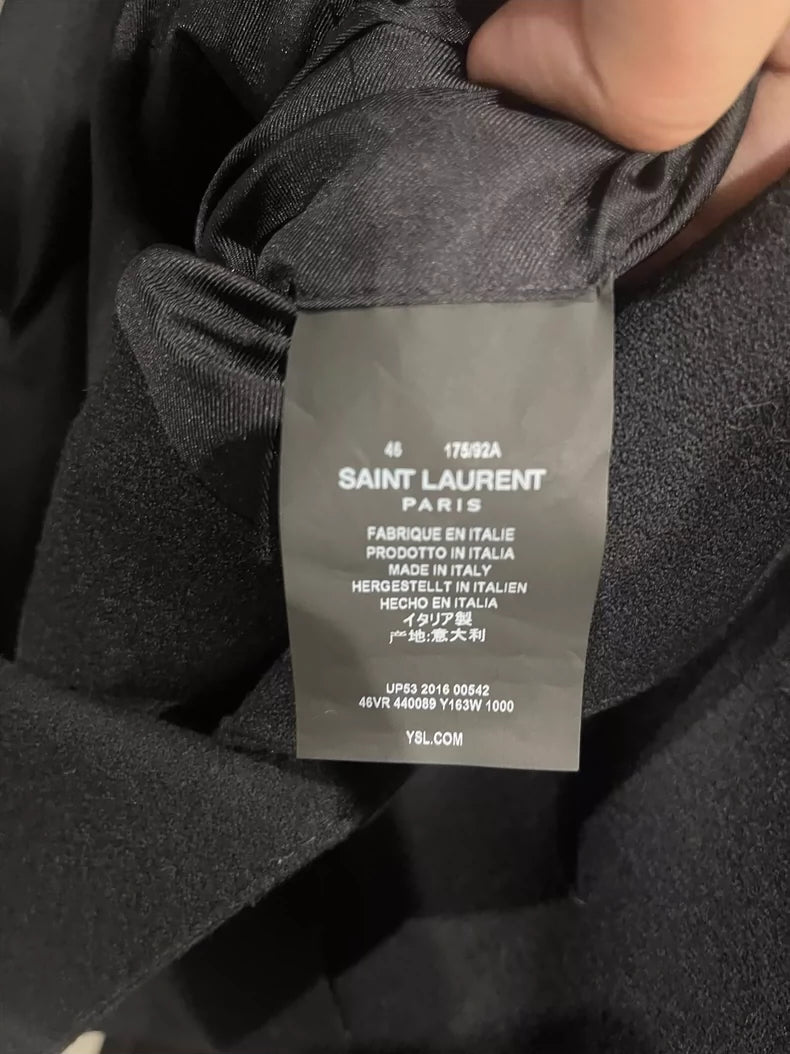 46 175/92A
SAINT LAURENT
PARIS
FABRIQUE EN ITALIE
PRODOTTO IN ITALIA
MADE IN ITALY
HERGESTELLT IN ITALIEN
HECHO EN ITALIA
イタリア製
产地:意大利
UP53 2016 00542
46VR 440089 Y163W 1000
YSL.COM